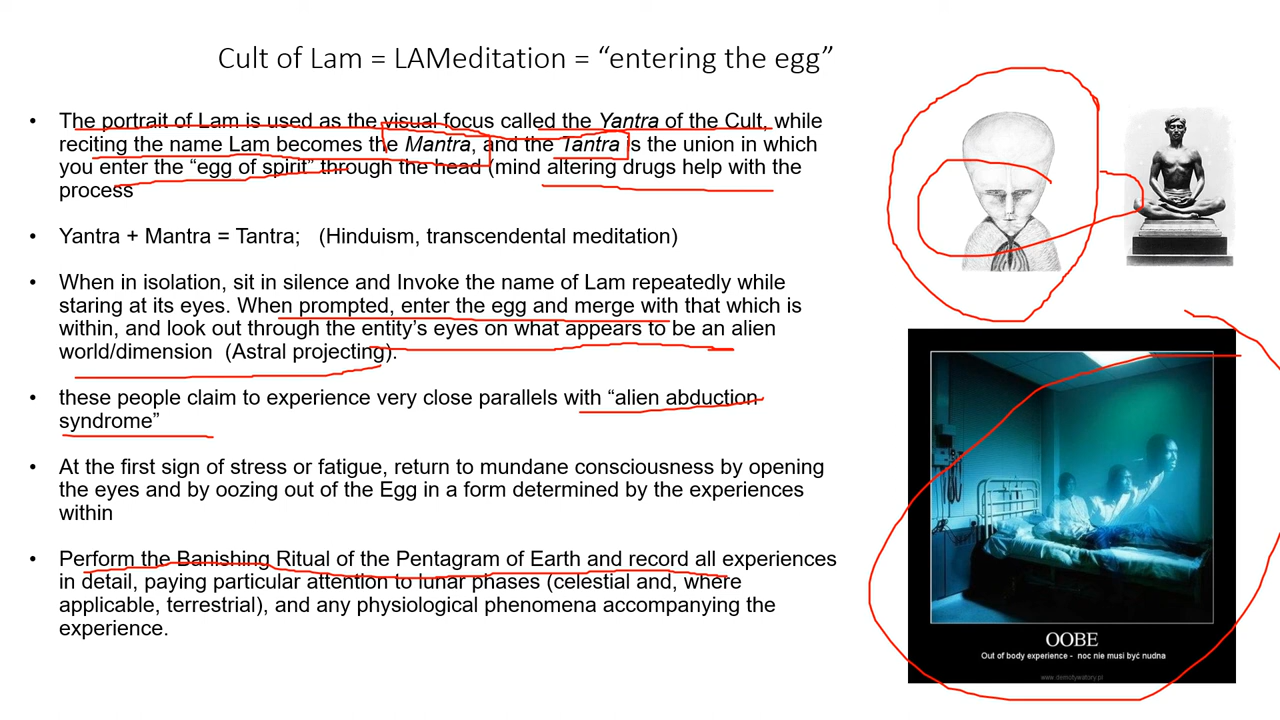 Cult of Lam = LAMeditation = “entering the egg”
• The portrait of Lam is used as the visual focus called the Yantra of the Cult, while
reciting the name Lam becomes the Mantra, and the Tantra is the union in which
you enter the “egg of spirit” through the head (mind altering drugs help with the
process
• Yantra + Mantra = Tantra; (Hinduism, transcendental meditation)
• When in isolation, sit in silence and Invoke the name of Lam repeatedly while
staring at its eyes. When prompted, enter the egg and merge with that which is
within, and look out through the entity’s eyes on what appears to be an alien
world/dimension (Astral projecting).
• these people claim to experience very close parallels with “alien abduction
syndrome”
• At the first sign of stress or fatigue, return to mundane consciousness by opening
the eyes and by oozing out of the Egg in a form determined by the experiences
within
• Perform the Banishing Ritual of the Pentagram of Earth and record all experiences
in detail, paying particular attention to lunar phases (celestial and, where
applicable, terrestrial), and any physiological phenomena accompanying the
experience.
OOBE
Out of body experience - noc nie musi być nudna
www.demotywatory.pl